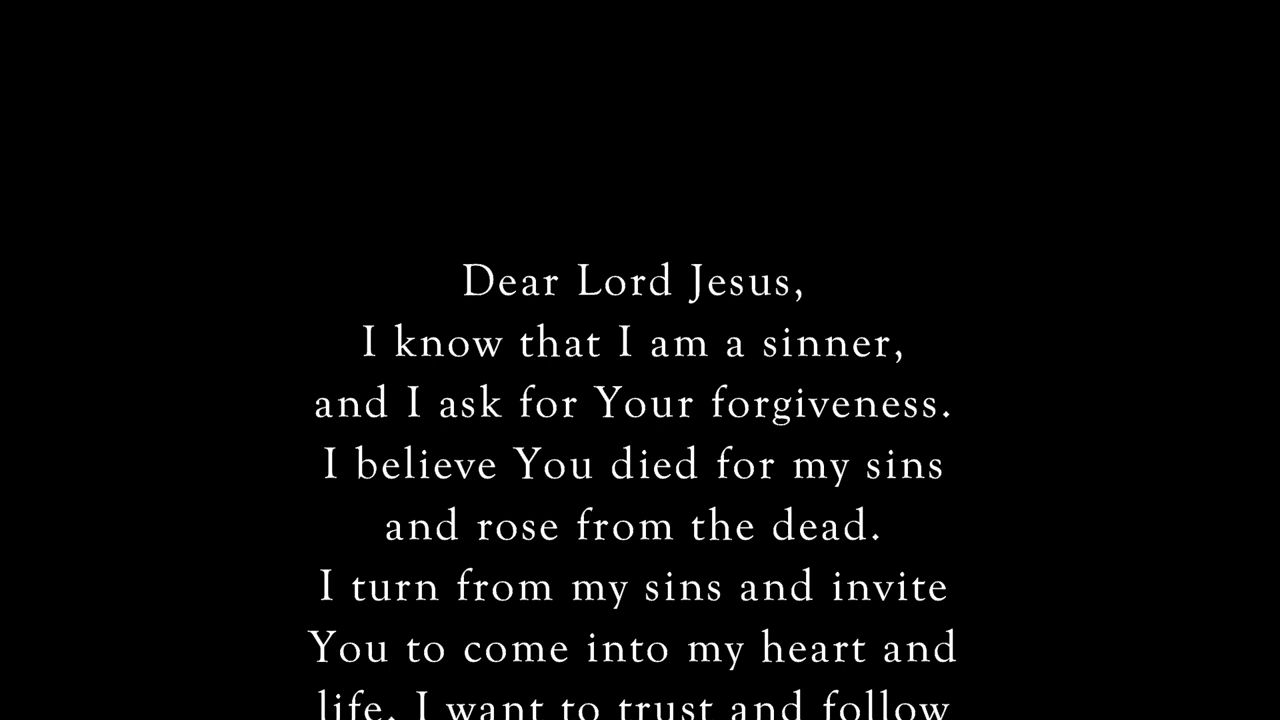 Dear Lord Jesus,
I know that I am a sinner,
and I ask for Your forgiveness.
I believe You died for my sins
and rose from the dead.
I turn from my sins and invite
You to come into my heart and
life. I want to trust and follow